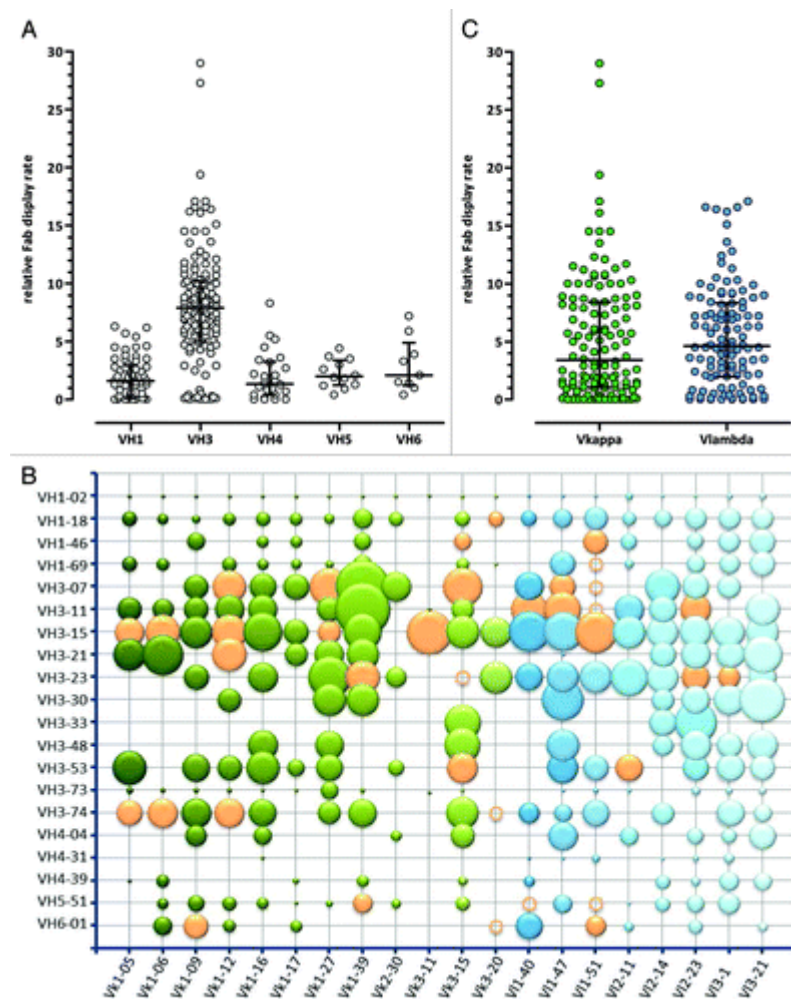 A
C
30
25
20
15
10
5
0
relative Fab display rate
VH1 VH3 VH4 VH5 VH6
30
25
20
15
10
5
0
relative Fab display rate
Vkappa Vlambda
B
VH1-02
VH1-18
VH1-46
VH1-69
VH3-07
VH3-11
VH3-15
VH3-21
VH3-23
VH3-30
VH3-33
VH3-48
VH3-53
VH3-73
VH3-74
VH4-04
VH4-31
VH4-39
VH5-51
VH6-01
Vk1-05 Vk1-06 Vk1-09 Vk1-12 Vk1-16 Vk1-17 Vk1-27 Vk1-39 Vk2-30 Vk3-11 Vk3-15 Vk3-20 Vl1-40 Vl1-47 Vl1-51 Vl2-11 Vl2-14 Vl2-23 Vl3-1 Vl3-21